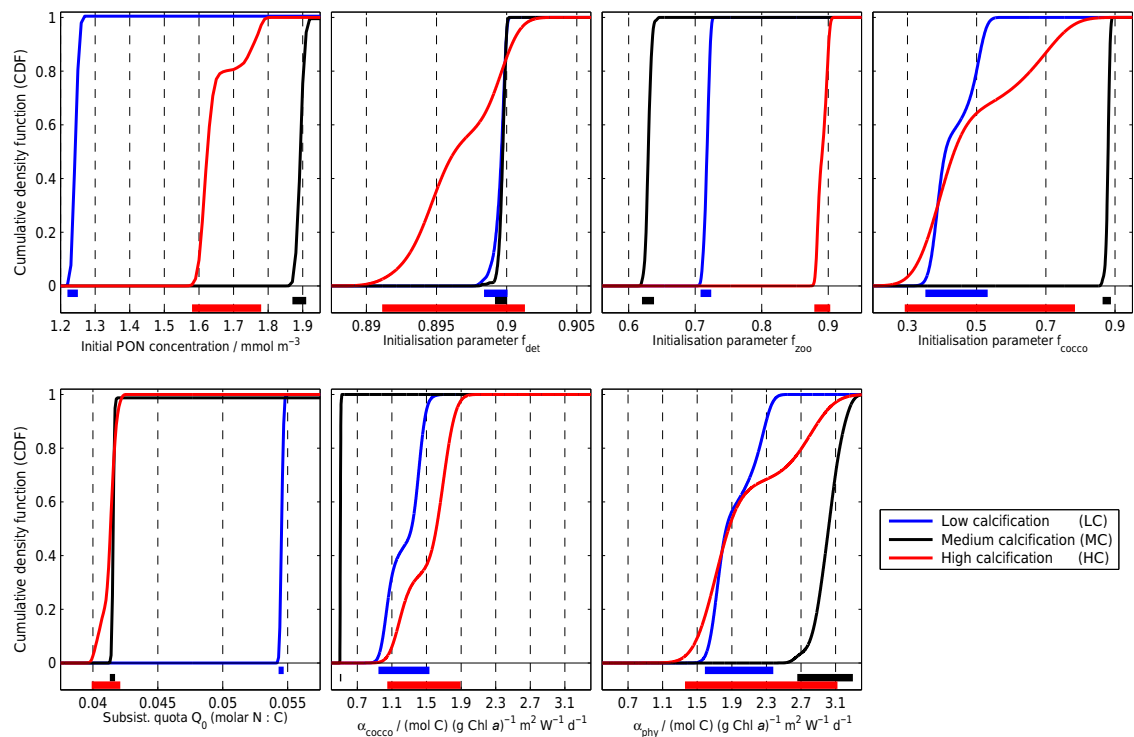 Cumulative density function (CDF)
1
0.8
0.6
0.4
0.2
0
1.2 1.3 1.4 1.5 1.6 1.7 1.8 1.9
Initial PON concentration / mmol m⁻³
0.89 0.895 0.9 0.905
Initialisation parameter f_det
0.6 0.7 0.8 0.9
Initialisation parameter f_zoo
0.3 0.5 0.7 0.9
Initialisation parameter f_cocco
Cumulative density function (CDF)
1
0.8
0.6
0.4
0.2
0
0.04 0.045 0.05 0.055
Subsist. quota Q₀ (molar N : C)
0.7 1.1 1.5 1.9 2.3 2.7 3.1
α_cocco / (mol C) (g Chl a)⁻¹ m² W⁻¹ d⁻¹
0.7 1.1 1.5 1.9 2.3 2.7 3.1
α_phy / (mol C) (g Chl a)⁻¹ m² W⁻¹ d⁻¹
Low calcification (LC)
Medium calcification (MC)
High calcification (HC)